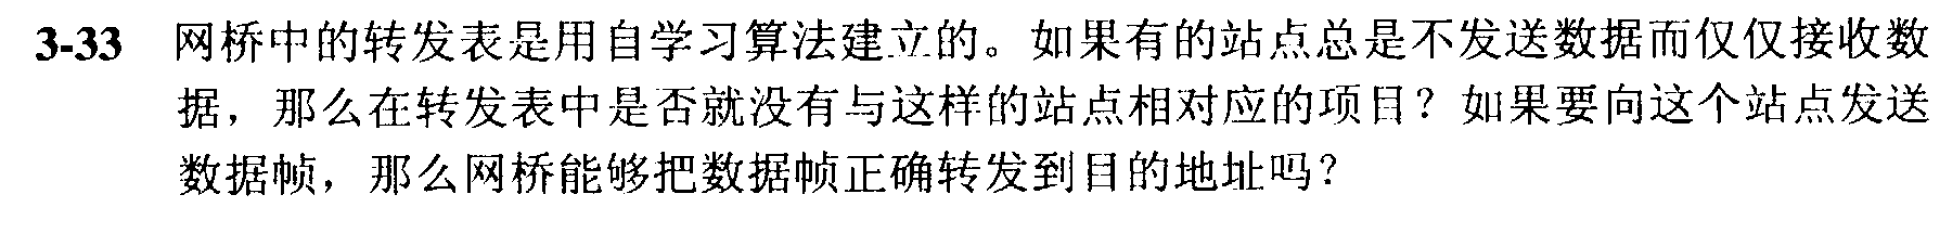 3-33 网桥中的转发表是用自学习算法建立的。如果有的站点总是不发送数据而仅仅接收数
据，那么在转发表中是否就没有与这样的站点相对应的项目？如果要向这个站点发送
数据帧，那么网桥能够把数据帧正确转发到目的地址吗？